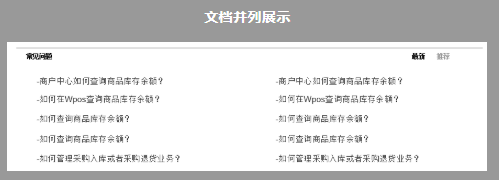 文档并列展示
常见问题 最新 推荐
-商户中心如何查询商品库存余额？ -商户中心如何查询商品库存余额？
-如何在Wpos查询商品库存余额？ -如何在Wpos查询商品库存余额？
-如何查询商品库存余额？ -如何查询商品库存余额？
-如何查询商品库存余额？ -如何查询商品库存余额？
-如何管理采购入库或者采购退货业务？ -如何管理采购入库或者采购退货业务？